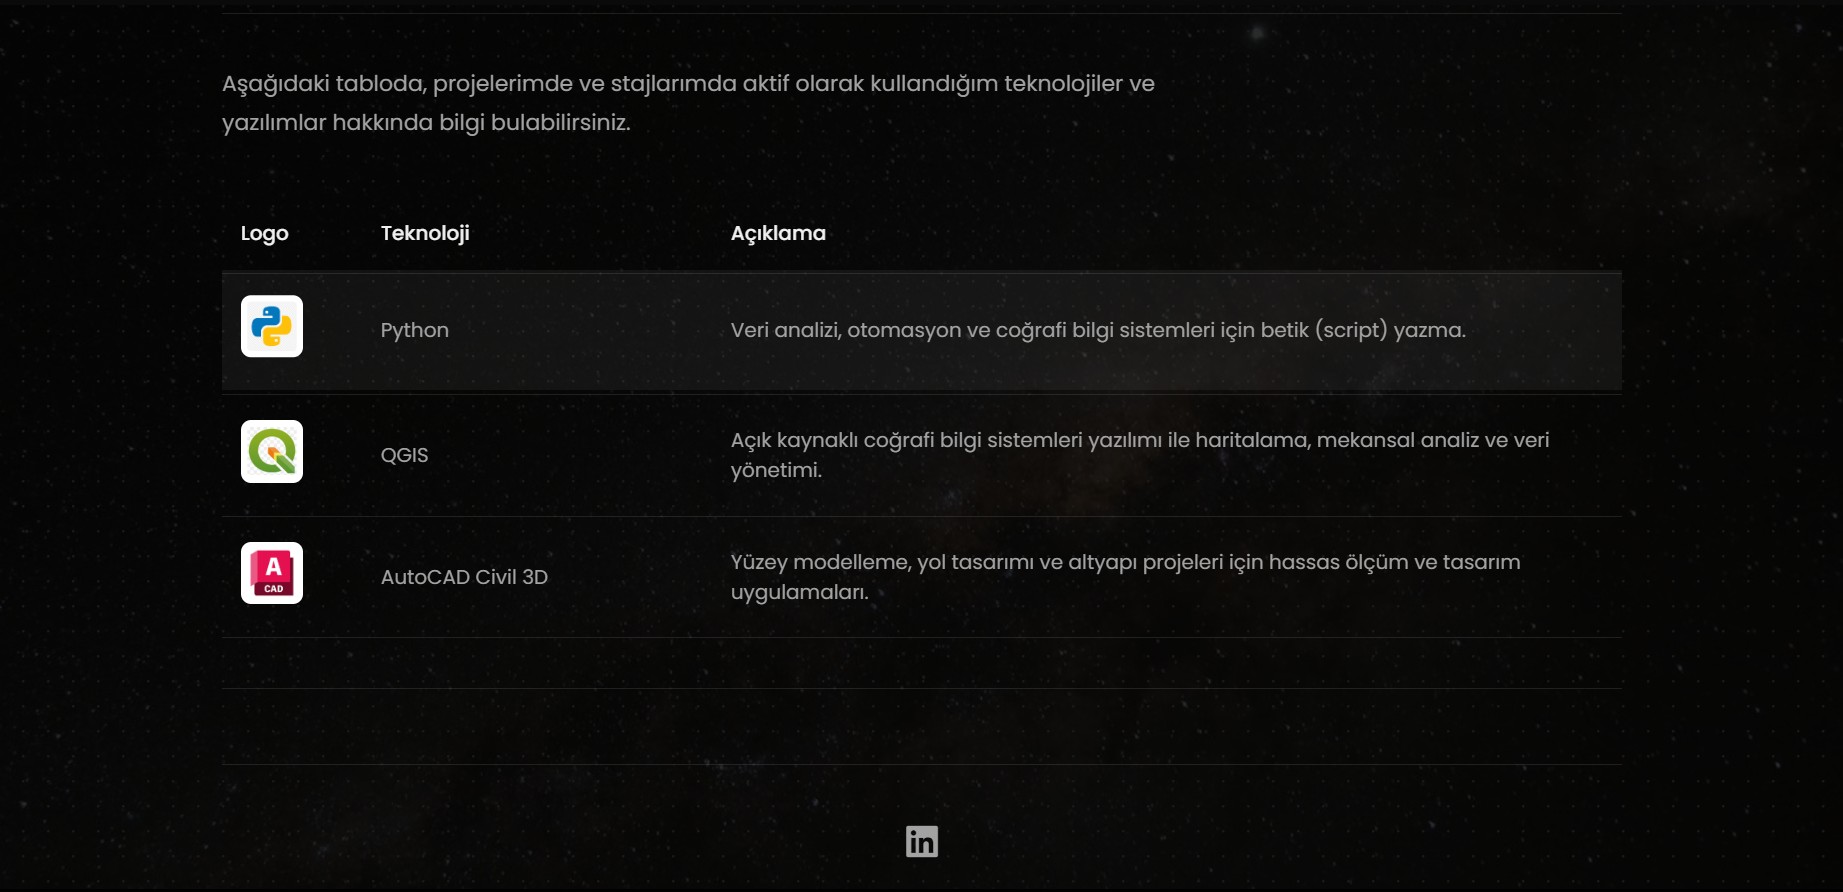 Aşağıdaki tabloda, projelerimde ve stajlarımda aktif olarak kullandığım teknolojiler ve
yazılımlar hakkında bilgi bulabilirsiniz.
Logo Teknoloji Açıklama
Python Veri analizi, otomasyon ve coğrafi bilgi sistemleri için betik (script) yazma.
QGIS Açık kaynaklı coğrafi bilgi sistemleri yazılımı ile haritalama, mekansal analiz ve veri
yönetimi.
A
CAD
AutoCAD Civil 3D Yüzey modelleme, yol tasarımı ve altyapı projeleri için hassas ölçüm ve tasarım
uygulamaları.
in